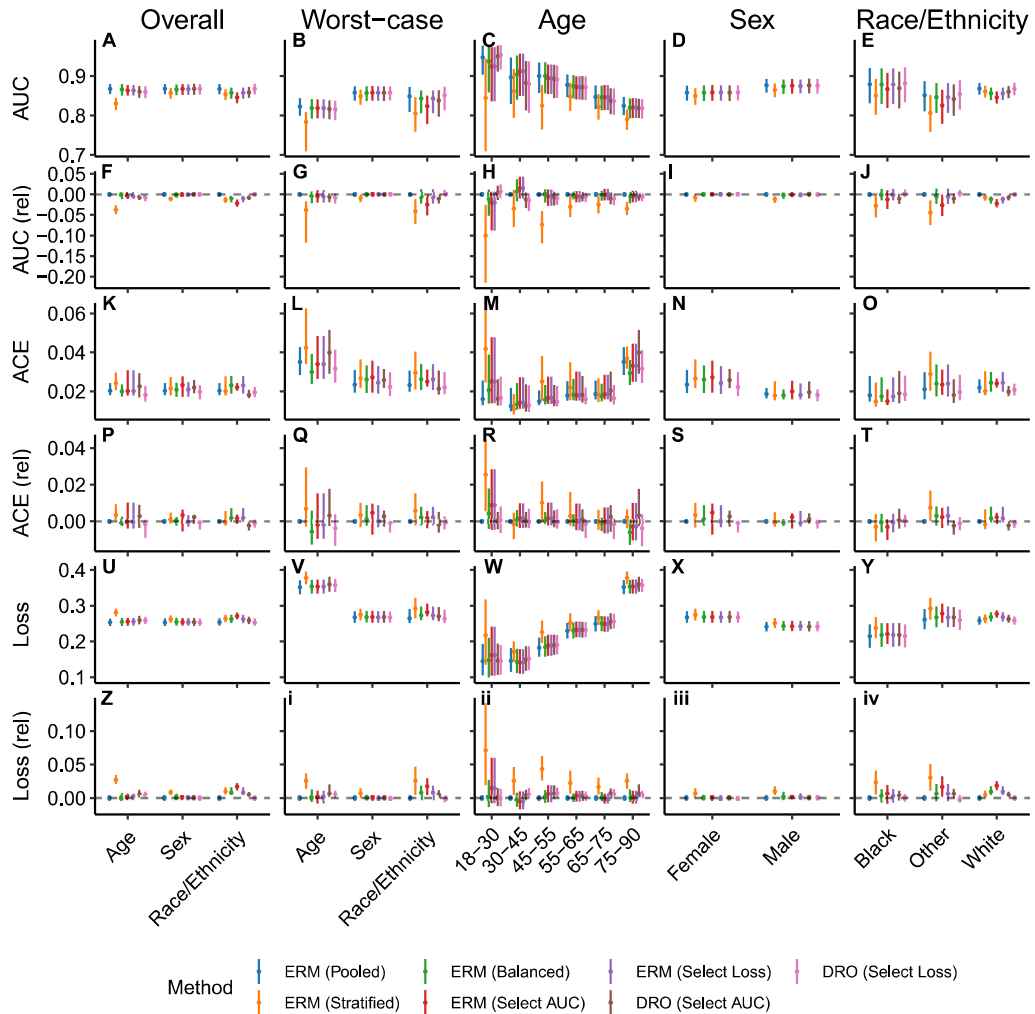 Overall Worst-case Age Sex Race/Ethnicity
A B C D E
AUC
0.9
0.8
0.7
F G H I J
AUC (rel)
0.05
0.00
-0.05
-0.10
-0.15
-0.20
K L M N O
ACE
0.06
0.04
0.02
P Q R S T
ACE (rel)
0.04
0.02
0.00
U V W X Y
Loss
0.4
0.3
0.2
0.1
Z i ii iii iv
Loss (rel)
0.10
0.05
0.00
Age Sex Race/Ethnicity Age Sex Race/Ethnicity 18-30 30-45 45-55 55-65 65-75 75-90 Female Male Black Other White
Method
ERM (Pooled) ERM (Balanced) ERM (Select Loss) DRO (Select Loss)
ERM (Stratified) ERM (Select AUC) DRO (Select AUC)